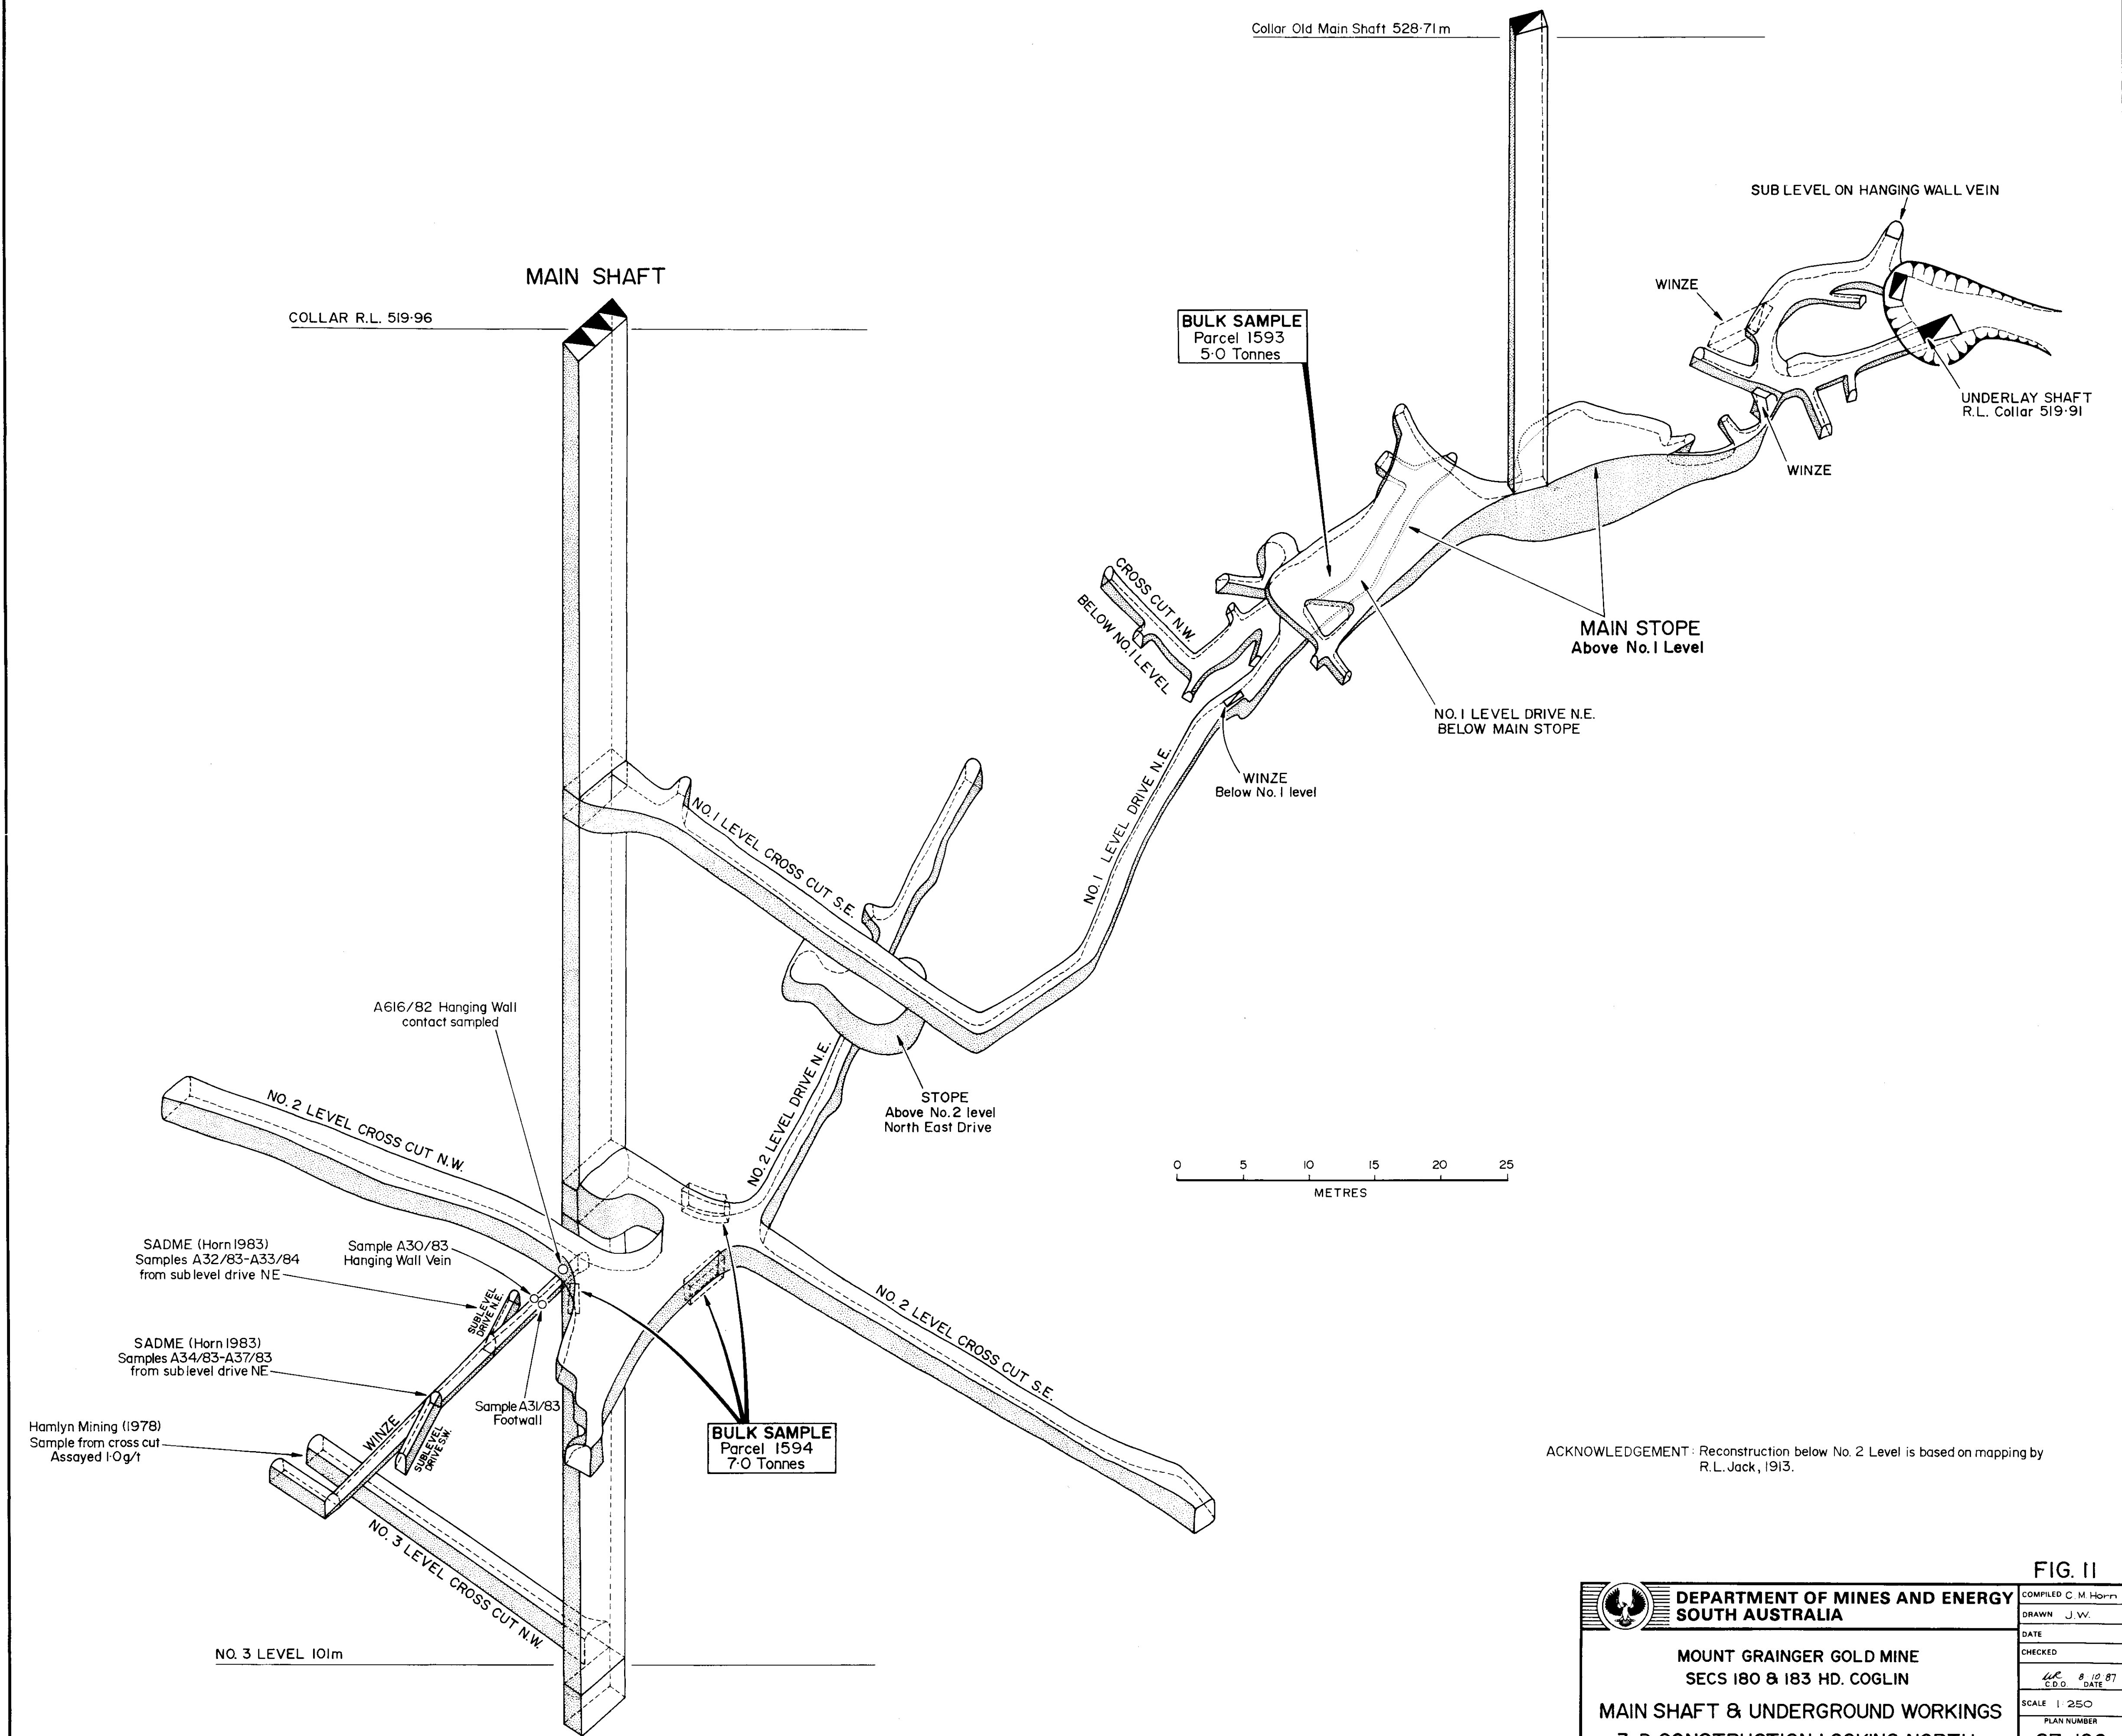 Collar Old Main Shaft 528·71m
SUB LEVEL ON HANGING WALL VEIN
MAIN SHAFT
COLLAR R.L. 519·96
WINZE
BULK SAMPLE
Parcel 1593
5·0 Tonnes
UNDERLAY SHAFT
R.L. Collar 519·91
WINZE
CROSS CUT N.W.
BELOW NO.1 LEVEL
MAIN STOPE
Above No.1 Level
NO.1 LEVEL DRIVE N.E.
BELOW MAIN STOPE
WINZE
Below No.1 level
NO.1 LEVEL DRIVE N.E.
NO.1 LEVEL CROSS CUT S.E.
A616/82 Hanging Wall
contact sampled
STOPE
Above No.2 level
North East Drive
NO.2 LEVEL DRIVE N.E.
NO. 2 LEVEL CROSS CUT N.W.
0 5 10 15 20 25
METRES
SADME (Horn 1983)
Samples A32/83-A33/84
from sub level drive NE
Sample A30/83
Hanging Wall Vein
SUBLEVEL
DRIVE N.E.
NO. 2 LEVEL CROSS CUT S.E.
SADME (Horn 1983)
Samples A34/83-A37/83
from sub level drive NE
Sample A31/83
Footwall
WINZE
SUBLEVEL
DRIVE S.W.
Hamlyn Mining (1978)
Sample from cross cut
Assayed 1·0g/t
BULK SAMPLE
Parcel 1594
7·0 Tonnes
ACKNOWLEDGEMENT: Reconstruction below No. 2 Level is based on mapping by
R.L. Jack, 1913.
NO. 3 LEVEL CROSS CUT N.W.
NO. 3 LEVEL 101m
FIG. 11
DEPARTMENT OF MINES AND ENERGY
SOUTH AUSTRALIA
MOUNT GRAINGER GOLD MINE
SECS 180 & 183 HD. COGLIN
MAIN SHAFT & UNDERGROUND WORKINGS
3-D CONSTRUCTION LOOKING NORTH
COMPILED C.M. Horn
DRAWN J.W.
DATE
CHECKED
8·10·87
C.D.O. DATE
SCALE 1:250
PLAN NUMBER